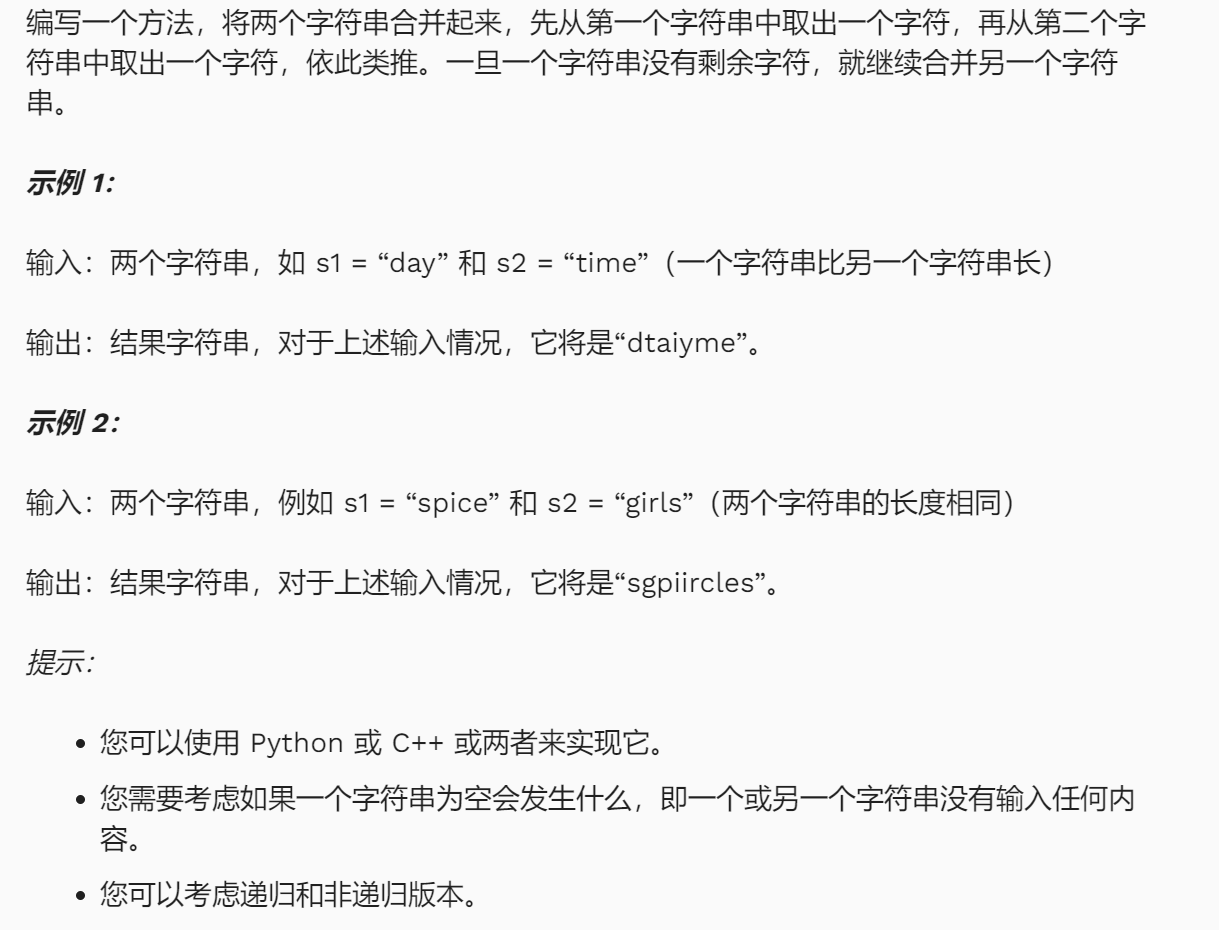 编写一个方法，将两个字符串合并起来，先从第一个字符串中取出一个字符，再从第二个字
符串中取出一个字符，依此类推。一旦一个字符串没有剩余字符，就继续合并另一个字符
串。
示例 1:
输入：两个字符串，如 s1 = “day” 和 s2 = “time”（一个字符串比另一个字符串长）
输出：结果字符串，对于上述输入情况，它将是“dtaiyme”。
示例 2：
输入：两个字符串，例如 s1 = “spice” 和 s2 = “girls”（两个字符串的长度相同）
输出：结果字符串，对于上述输入情况，它将是“sgpiircles”。
提示：
• 您可以使用 Python 或 C++ 或两者来实现它。
• 您需要考虑如果一个字符串为空会发生什么，即一个或另一个字符串没有输入任何内
容。
• 您可以考虑递归和非递归版本。